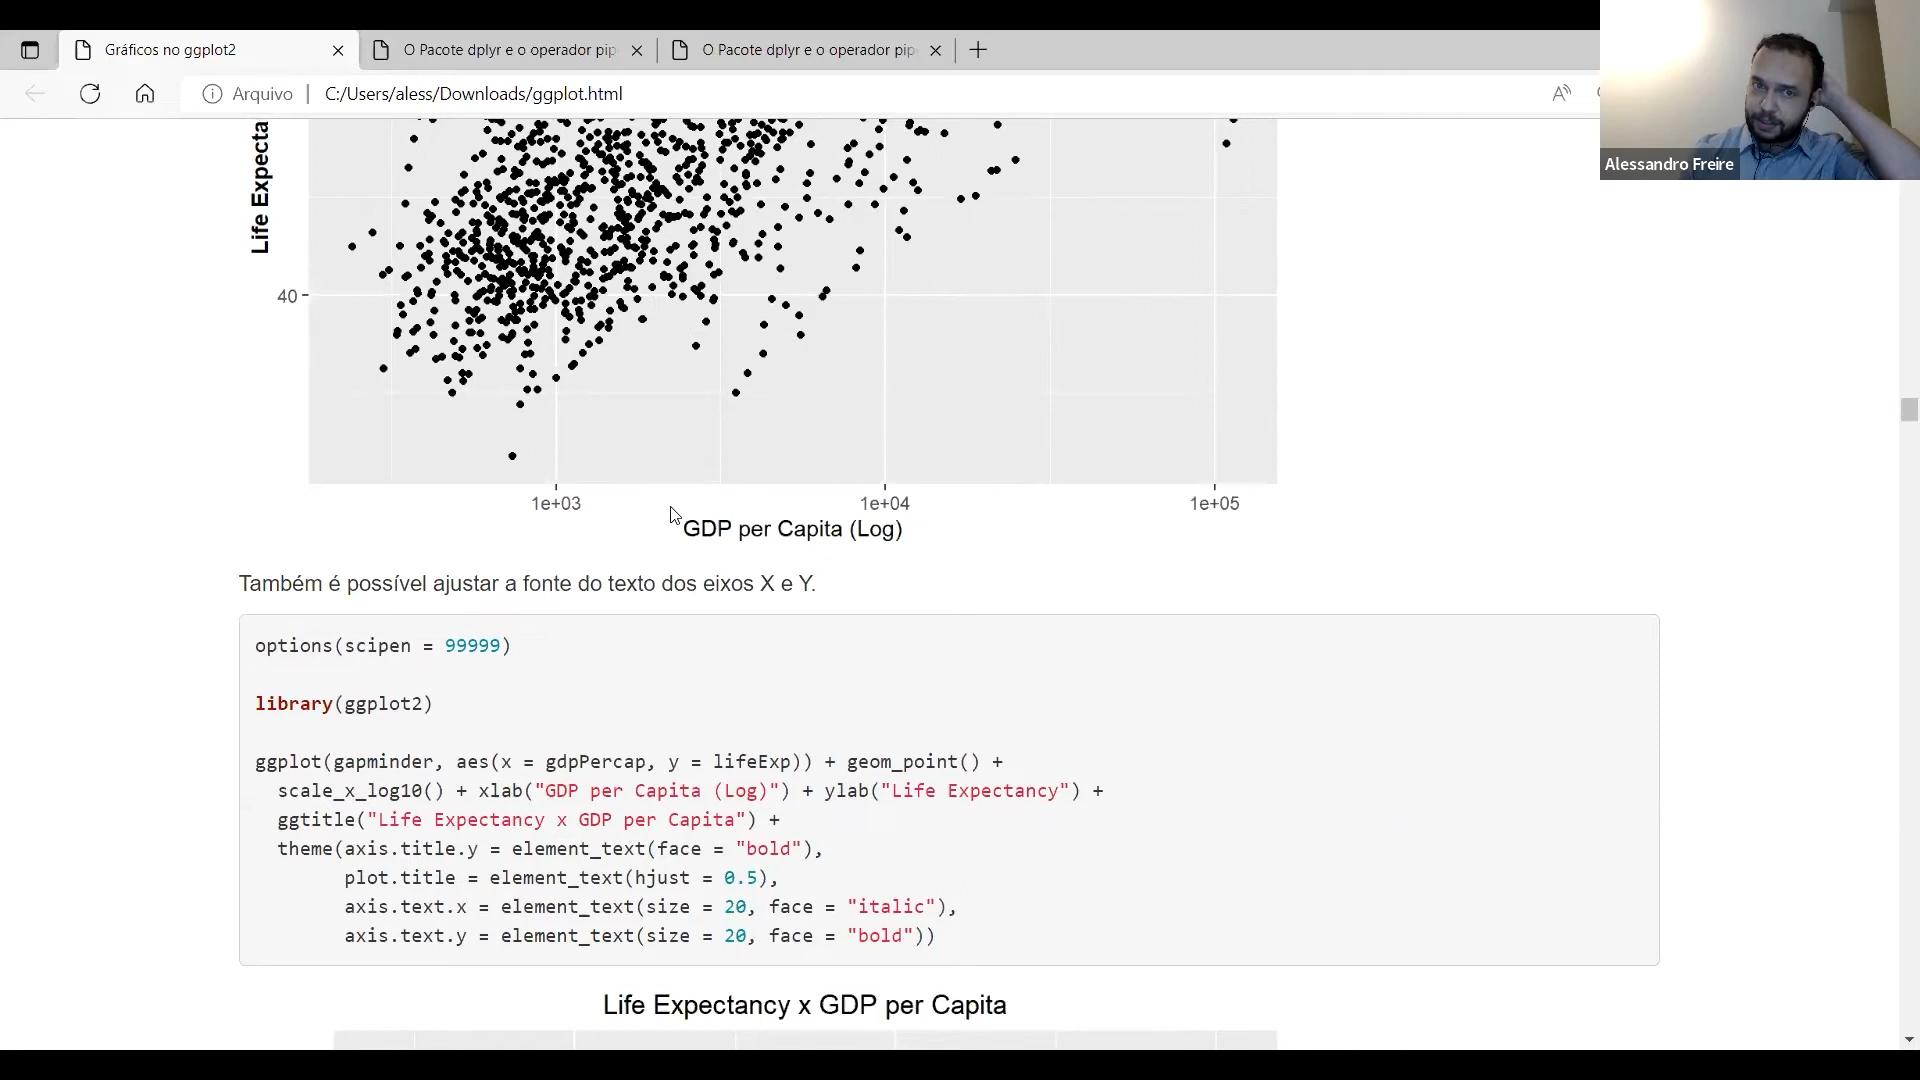 Gráficos no ggplot2
O Pacote dplyr e o operador pip
O Pacote dplyr e o operador pip
Arquivo
C:/Users/aless/Downloads/ggplot.html
Alessandro Freire
Life Expecta
40
1e+03
1e+04
1e+05
GDP per Capita (Log)
Também é possível ajustar a fonte do texto dos eixos X e Y.
options(scipen = 99999)
library(ggplot2)
ggplot(gapminder, aes(x = gdpPercap, y = lifeExp)) + geom_point() +
scale_x_log10() + xlab("GDP per Capita (Log)") + ylab("Life Expectancy") +
ggtitle("Life Expectancy x GDP per Capita") +
theme(axis.title.y = element_text(face = "bold"),
plot.title = element_text(hjust = 0.5),
axis.text.x = element_text(size = 20, face = "italic"),
axis.text.y = element_text(size = 20, face = "bold"))
Life Expectancy x GDP per Capita